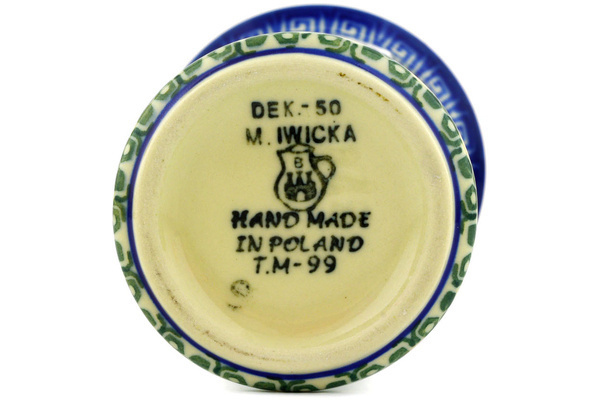 DEK.-50
M. IWICKA
B
HAND MADE
IN POLAND
T.M-99